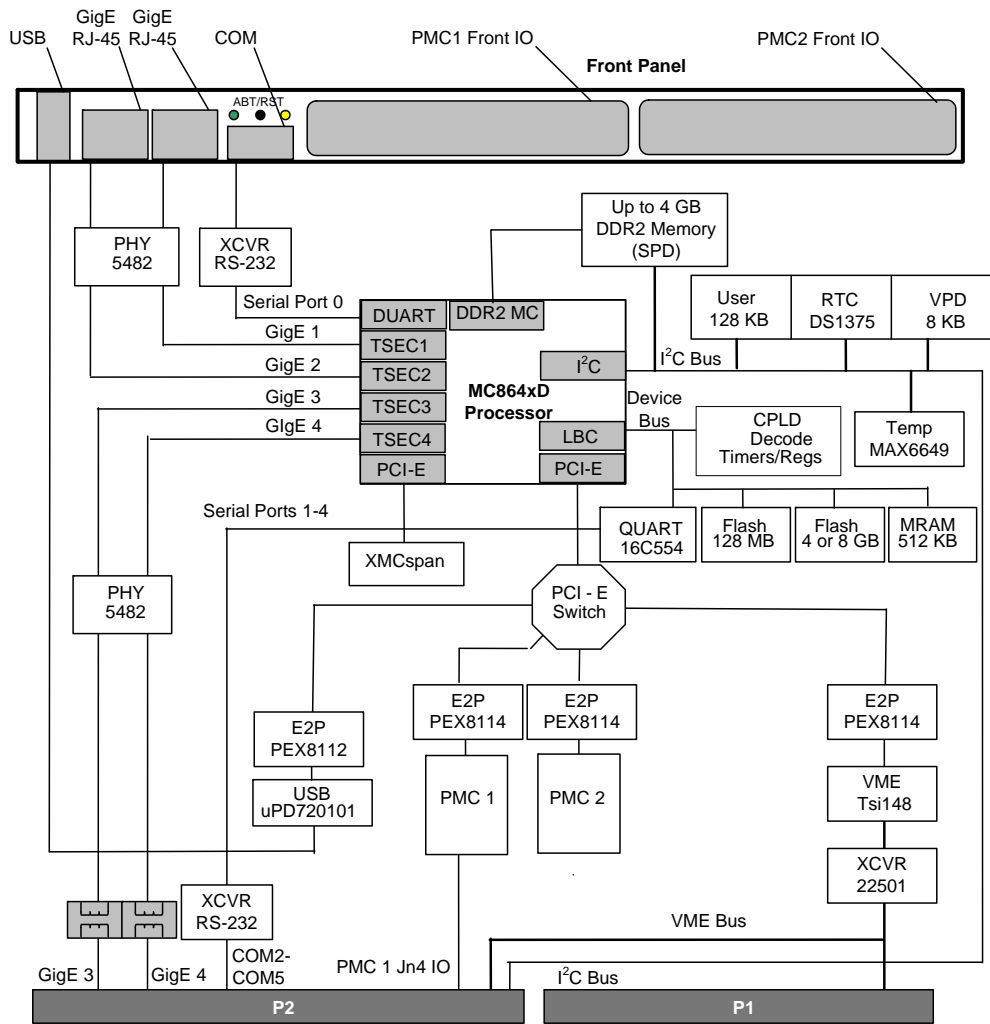 GigE
RJ-45
GigE
RJ-45
USB
COM
PMC1 Front IO
PMC2 Front IO
Front Panel
ABT/RST
PHY
5482
XCVR
RS-232
Up to 4 GB
DDR2 Memory
(SPD)
User
128 KB
RTC
DS1375
VPD
8 KB
Serial Port 0
GigE 1
GigE 2
GigE 3
GIgE 4
DUART
DDR2 MC
TSEC1
TSEC2
TSEC3
TSEC4
PCI-E
MC864xD
Processor
I²C
LBC
PCI-E
I²C Bus
Device
Bus
CPLD
Decode
Timers/Regs
Temp
MAX6649
Serial Ports 1-4
XMCspan
QUART
16C554
Flash
128 MB
Flash
4 or 8 GB
MRAM
512 KB
PHY
5482
PCI - E
Switch
E2P
PEX8112
E2P
PEX8114
E2P
PEX8114
E2P
PEX8114
USB
uPD720101
PMC 1
PMC 2
VME
Tsi148
XCVR
22501
XCVR
RS-232
VME Bus
GigE 3
GigE 4
COM2-
COM5
PMC 1 Jn4 IO
I²C Bus
P2
P1